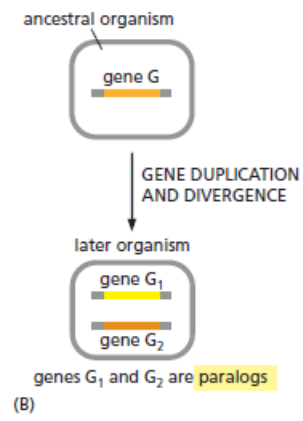 ancestral organism
gene G
GENE DUPLICATION
AND DIVERGENCE
later organism
gene G₁
gene G₂
genes G₁ and G₂ are paralogs
(B)